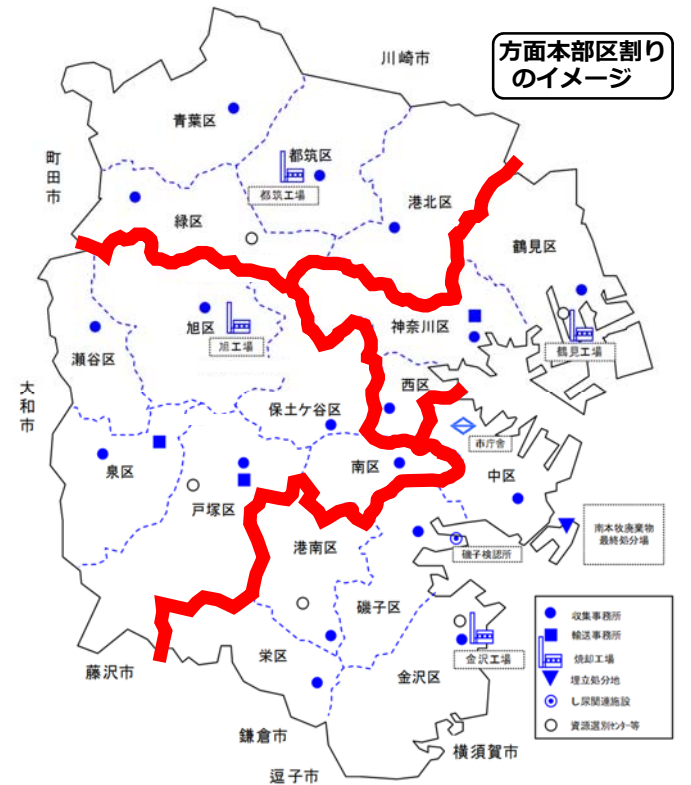 方面本部区割り
のイメージ
川崎市
青葉区
町田市
都筑区
都筑工場
港北区
緑区
鶴見区
神奈川区
旭区
旭工場
鶴見工場
瀬谷区
大和市
西区
保土ケ谷区
市庁舎
泉区
南区
中区
戸塚区
南本牧廃棄物
最終処分場
港南区
磯子検認所
磯子区
収集事務所
輸送事務所
焼却工場
埋立処分地
し尿関連施設
資源選別センター等
栄区
金沢工場
藤沢市
金沢区
鎌倉市
横須賀市
逗子市